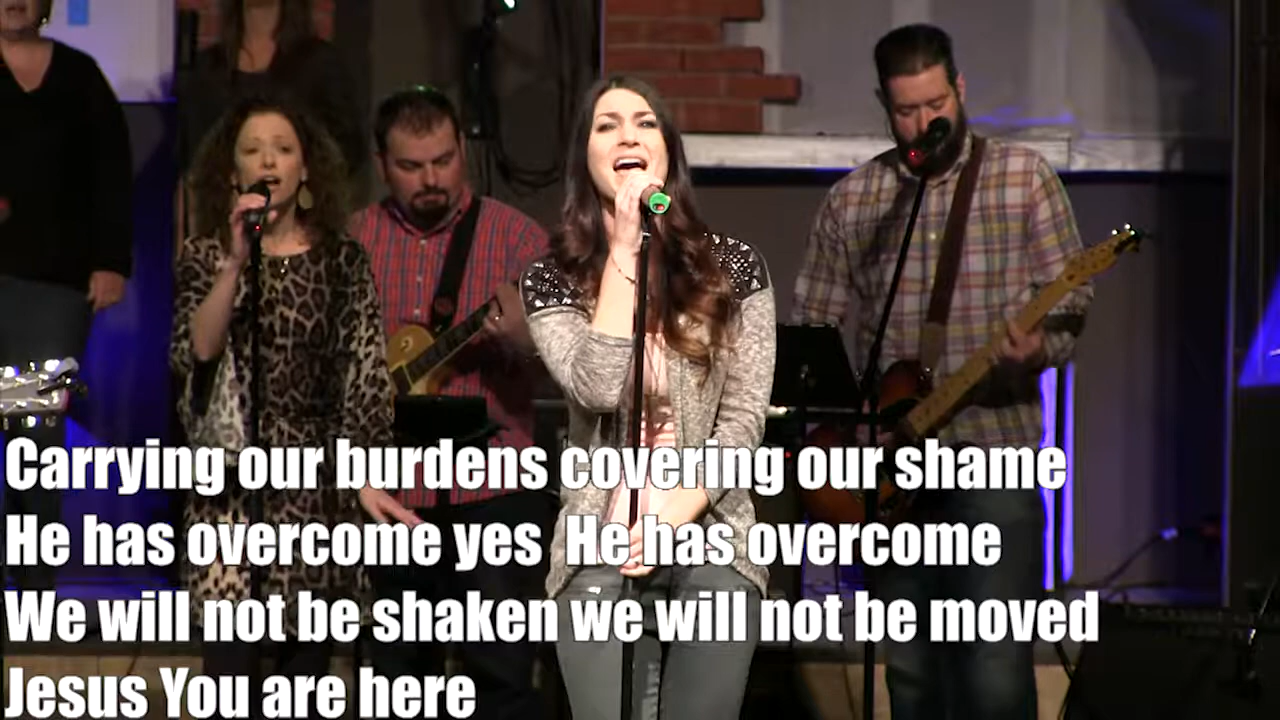 Carrying our burdens covering our shame
He has overcome yes He has overcome
We will not be shaken we will not be moved
Jesus You are here